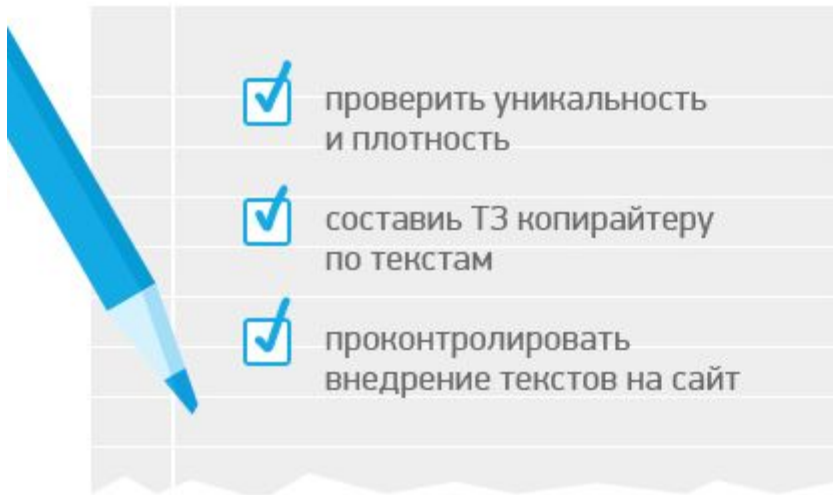 проверить уникальность
и плотность
составиь ТЗ копирайтеру
по текстам
проконтролировать
внедрение текстов на сайт